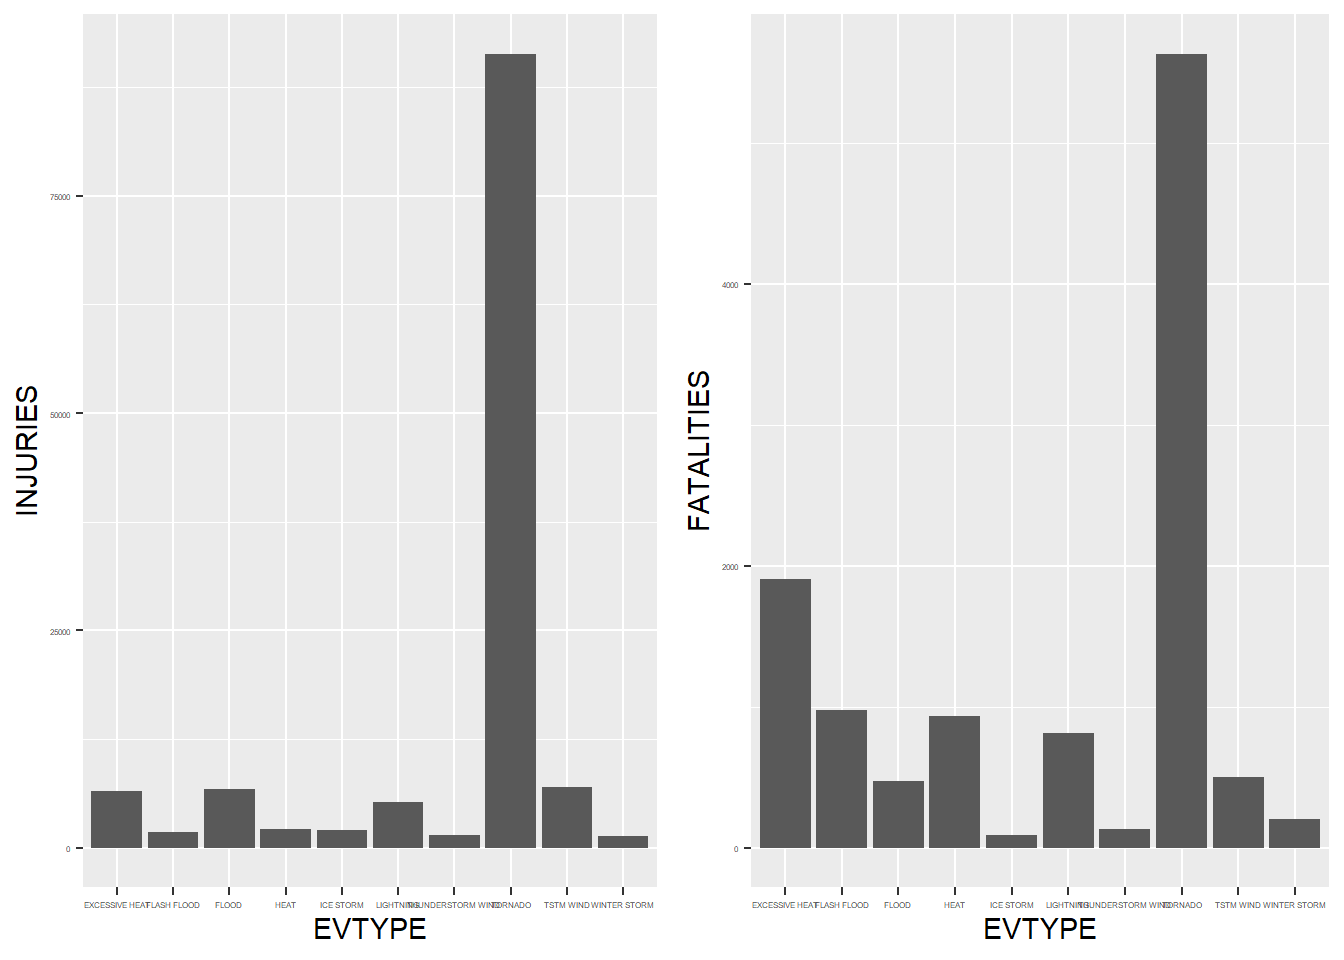 INJURIES
75000
50000
25000
0
EXCESSIVE HEAT FLASH FLOOD FLOOD HEAT ICE STORM LIGHTNING THUNDERSTORM WIND TORNADO TSTM WIND WINTER STORM
EVTYPE
FATALITIES
4000
2000
0
EXCESSIVE HEAT FLASH FLOOD FLOOD HEAT ICE STORM LIGHTNING THUNDERSTORM WIND TORNADO TSTM WIND WINTER STORM
EVTYPE